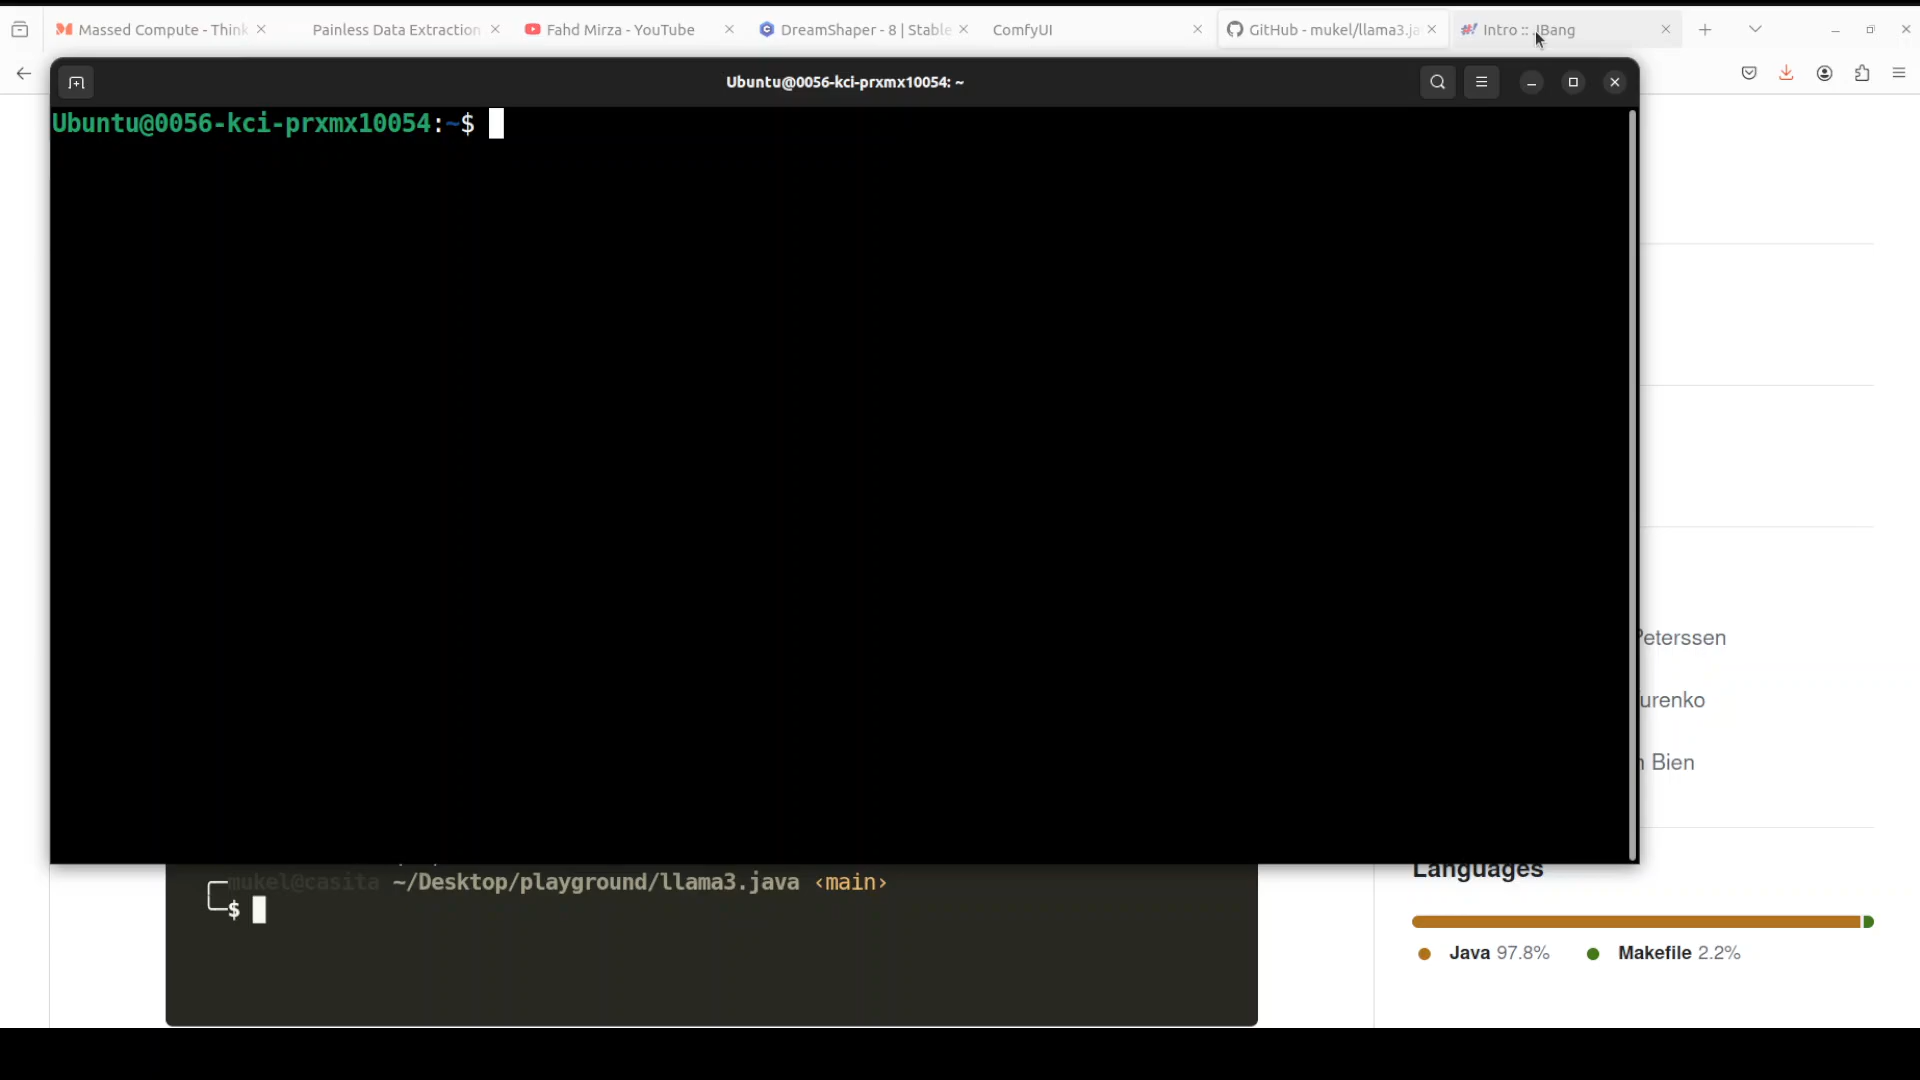 Massed Compute - Think
Painless Data Extraction
Fahd Mirza - YouTube
DreamShaper - 8 | Stable
ComfyUI
GitHub - mukel/llama3.ja
Intro :: JBang
Ubuntu@0056-kci-prxmx10054: ~
Ubuntu@0056-kci-prxmx10054:~$
Peterssen
urenko
n Bien
mukel@casita ~/Desktop/playground/llama3.java ‹main›
$
Languages
Java 97.8%
Makefile 2.2%